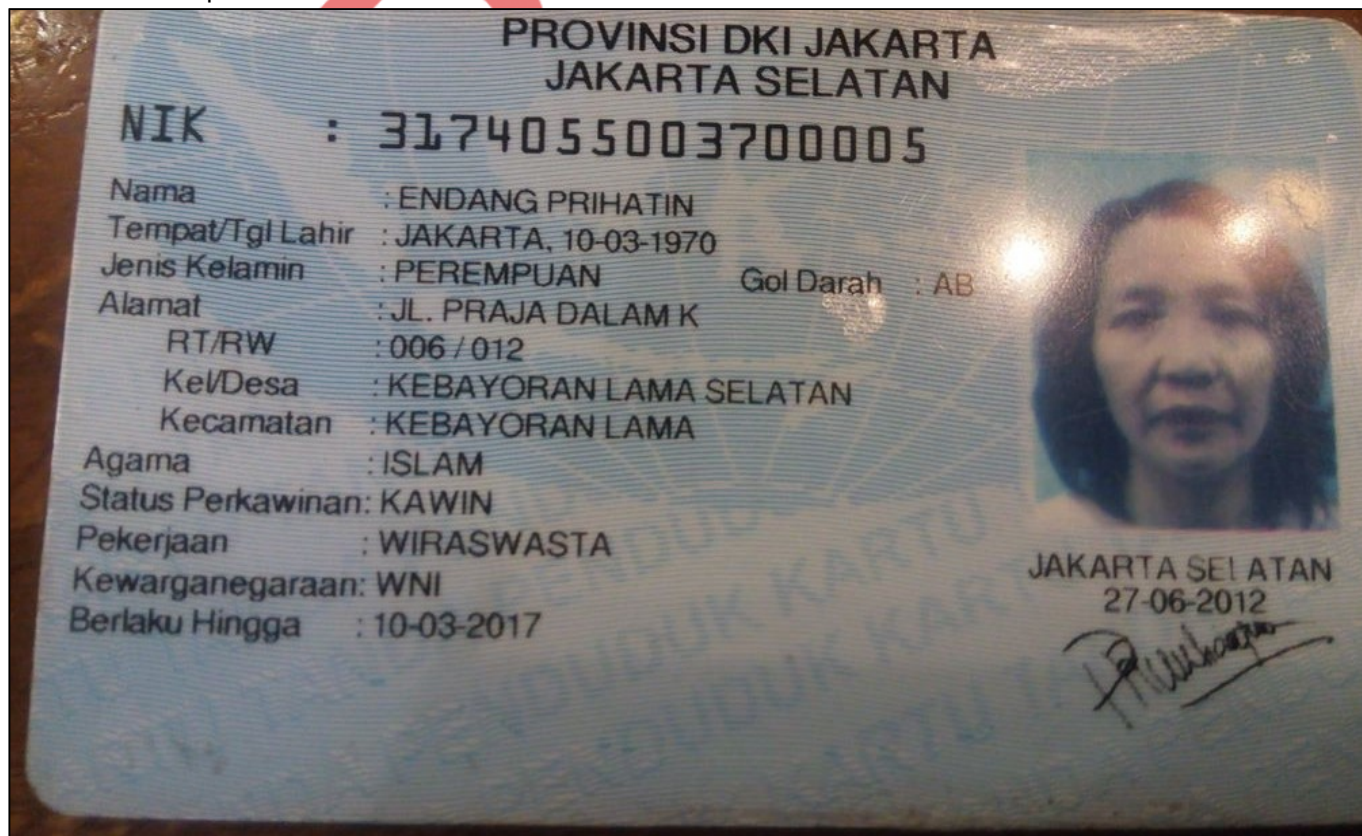 PROVINSI DKI JAKARTA
JAKARTA SELATAN
NIK : 3174055003700005
Nama : ENDANG PRIHATIN
Tempat/Tgl Lahir : JAKARTA, 10-03-1970
Jenis Kelamin : PEREMPUAN Gol Darah : AB
Alamat : JL. PRAJA DALAM K
RT/RW : 006 / 012
Kel/Desa : KEBAYORAN LAMA SELATAN
Kecamatan : KEBAYORAN LAMA
Agama : ISLAM
Status Perkawinan: KAWIN
Pekerjaan : WIRASWASTA
Kewarganegaraan: WNI
Berlaku Hingga : 10-03-2017
JAKARTA SELATAN
27-06-2012